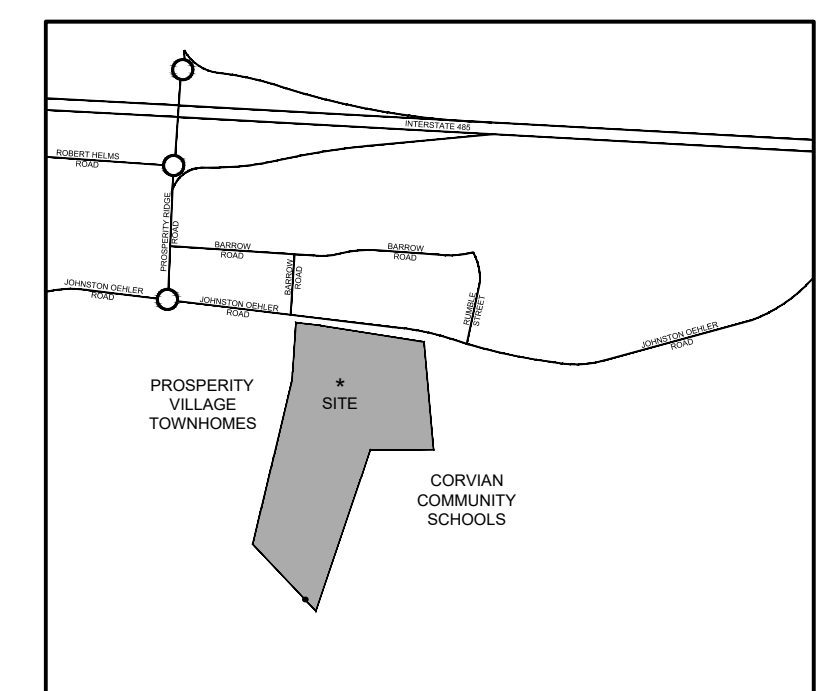 INTERSTATE 485
ROBERT HELMS
ROAD
PROSPERITY RIDGE
ROAD
BARROW
ROAD
BARROW
ROAD
BARROW
ROAD
RUMBLE
STREET
JOHNSTON OEHLER
ROAD
JOHNSTON OEHLER
ROAD
JOHNSTON OEHLER
ROAD
PROSPERITY
VILLAGE
TOWNHOMES
*
SITE
CORVIAN
COMMUNITY
SCHOOLS